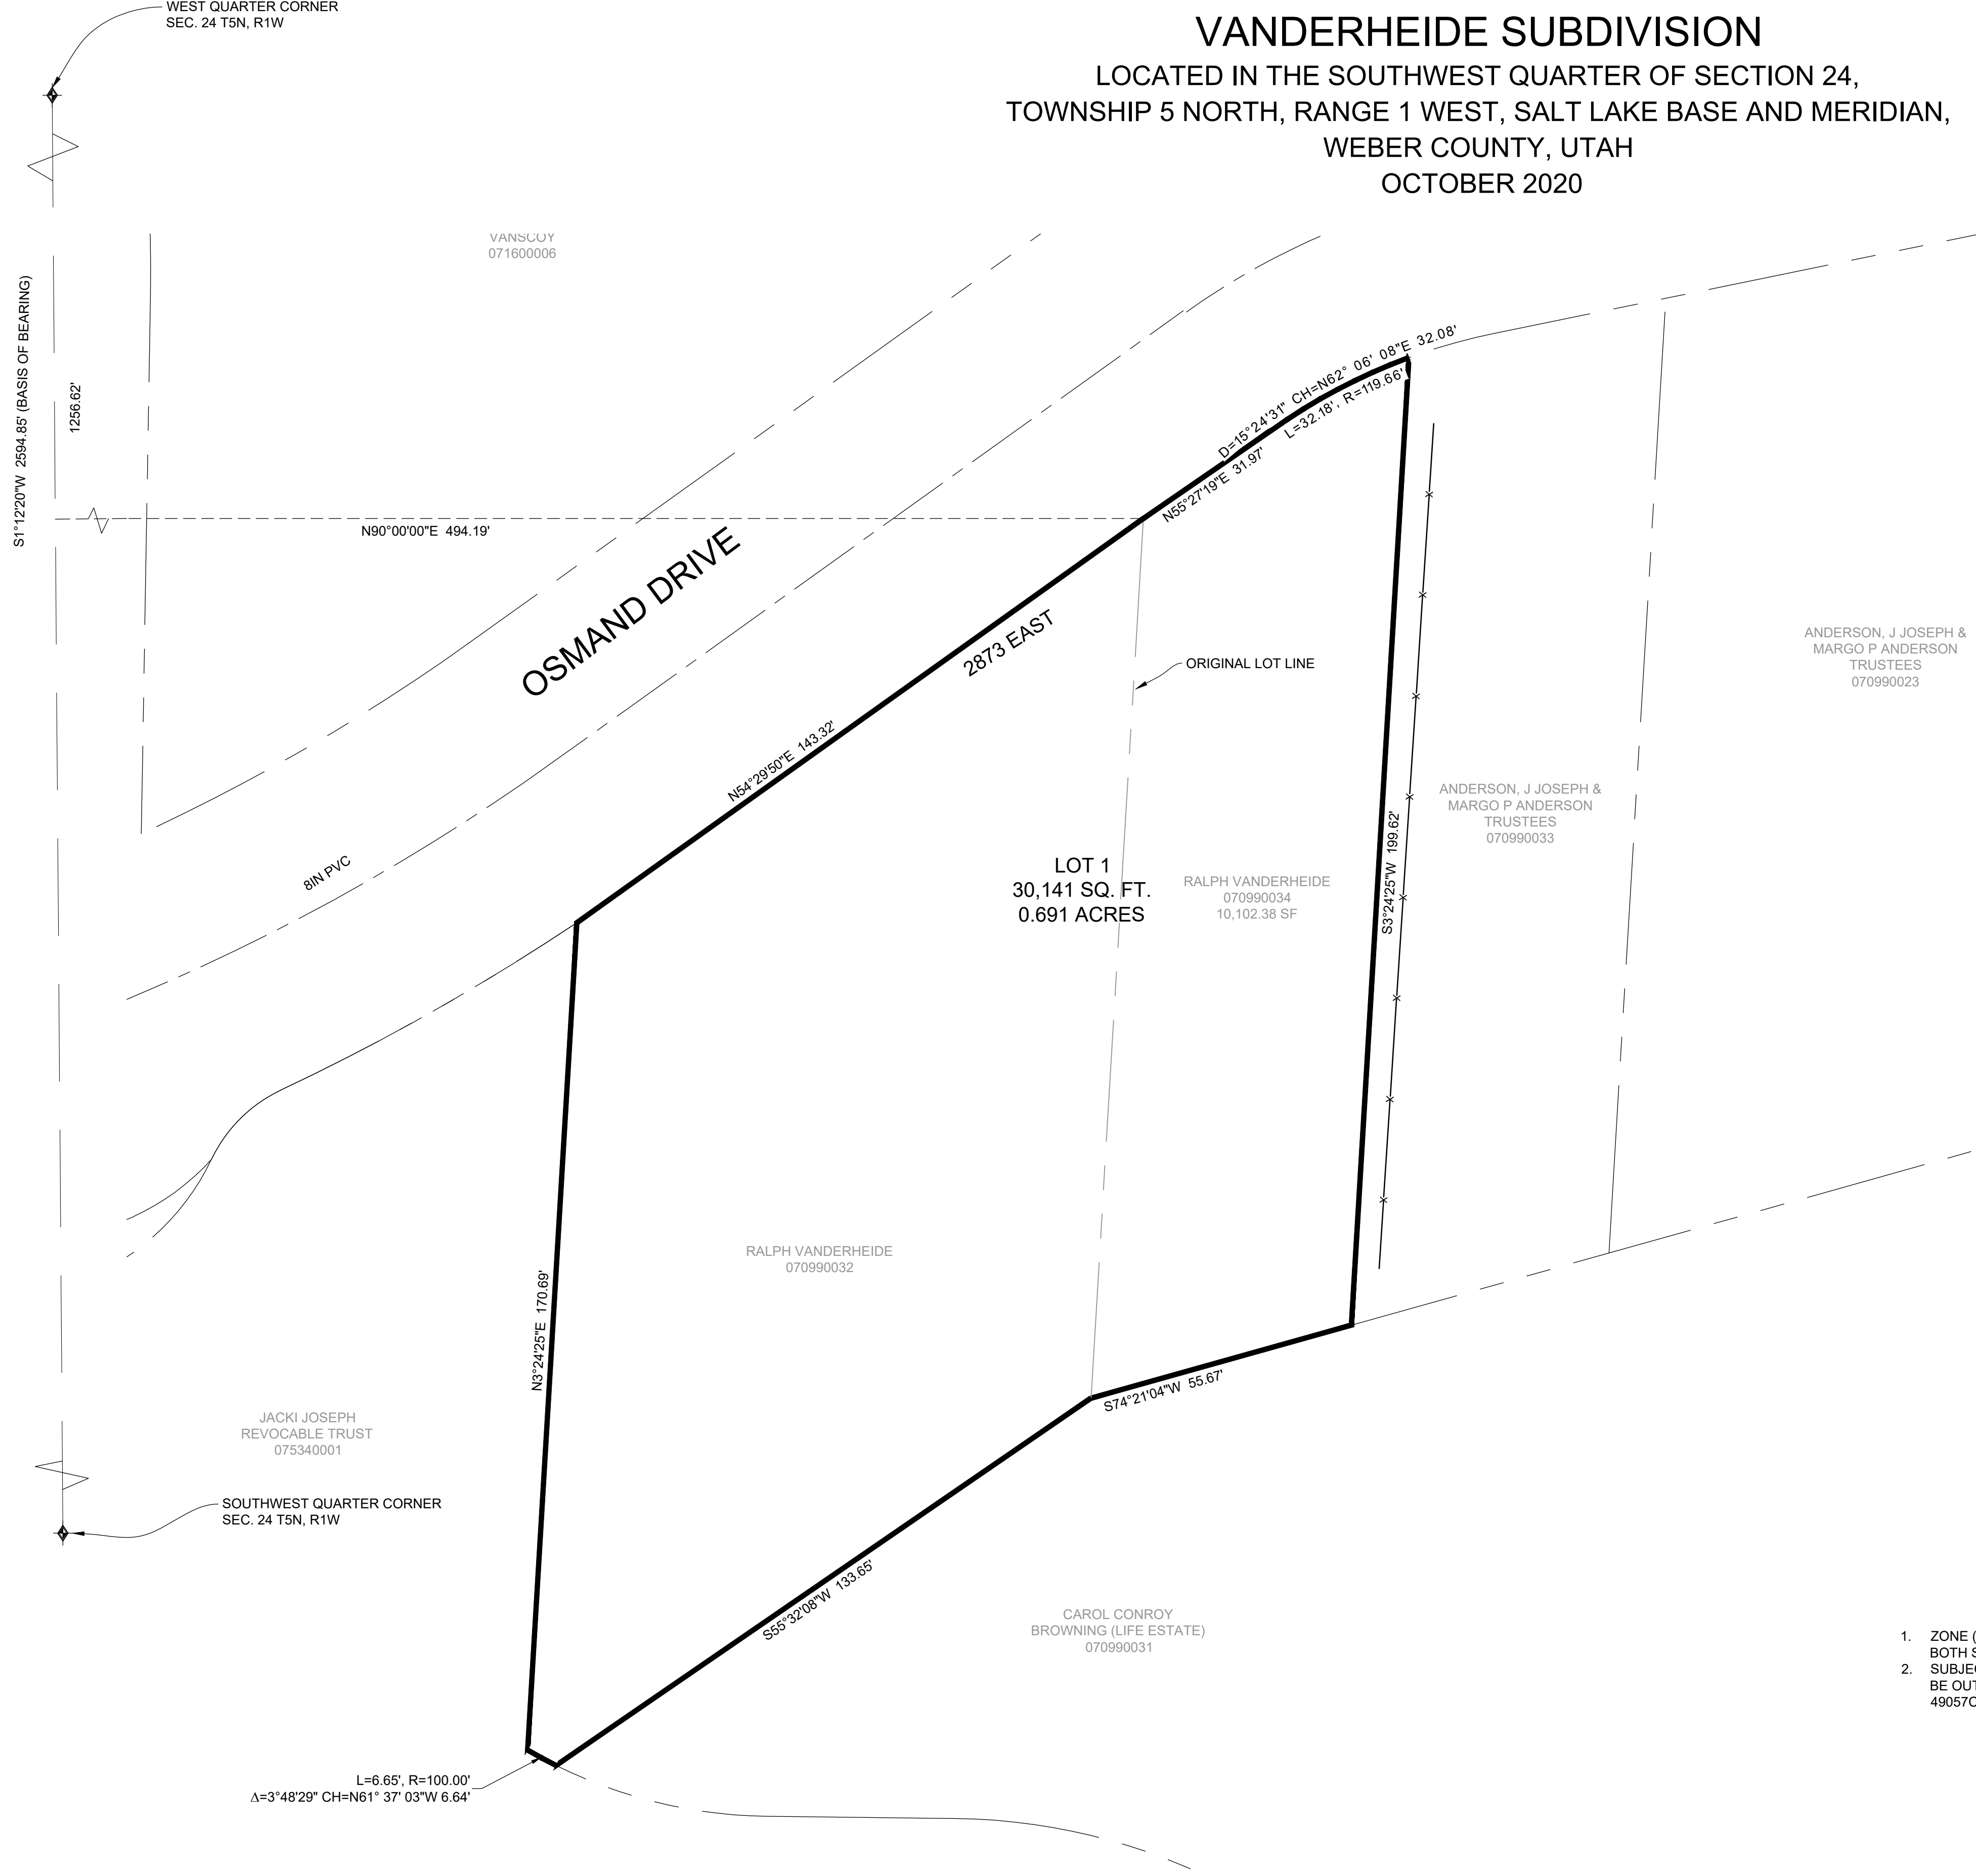 WEST QUARTER CORNER
SEC. 24 T5N, R1W
VANDERHEIDE SUBDIVISION
LOCATED IN THE SOUTHWEST QUARTER OF SECTION 24,
TOWNSHIP 5 NORTH, RANGE 1 WEST, SALT LAKE BASE AND MERIDIAN,
WEBER COUNTY, UTAH
OCTOBER 2020
VANSCOY
071600006
S1°12'20"W 2594.85' (BASIS OF BEARING)
1256.62'
N90°00'00"E 494.19'
D=15°24'31" CH=N62° 06' 08"E 32.08'
L=32.18', R=119.66'
N55°27'19"E 31.97'
OSMAND DRIVE
2873 EAST
ORIGINAL LOT LINE
N54°29'50"E 143.32'
8IN PVC
ANDERSON, J JOSEPH &
MARGO P ANDERSON
TRUSTEES
070990023
ANDERSON, J JOSEPH &
MARGO P ANDERSON
TRUSTEES
070990033
S3°24'25"W 199.62'
LOT 1
30,141 SQ. FT.
0.691 ACRES
RALPH VANDERHEIDE
070990034
10,102.38 SF
RALPH VANDERHEIDE
070990032
N3°24'25"E 170.69'
S74°21'04"W 55.67'
JACKI JOSEPH
REVOCABLE TRUST
075340001
SOUTHWEST QUARTER CORNER
SEC. 24 T5N, R1W
S55°32'08"W 133.65'
CAROL CONROY
BROWNING (LIFE ESTATE)
070990031
1. ZONE (
BOTH S
2. SUBJE
BE OUT
49057C
L=6.65', R=100.00'
Δ=3°48'29" CH=N61° 37' 03"W 6.64'